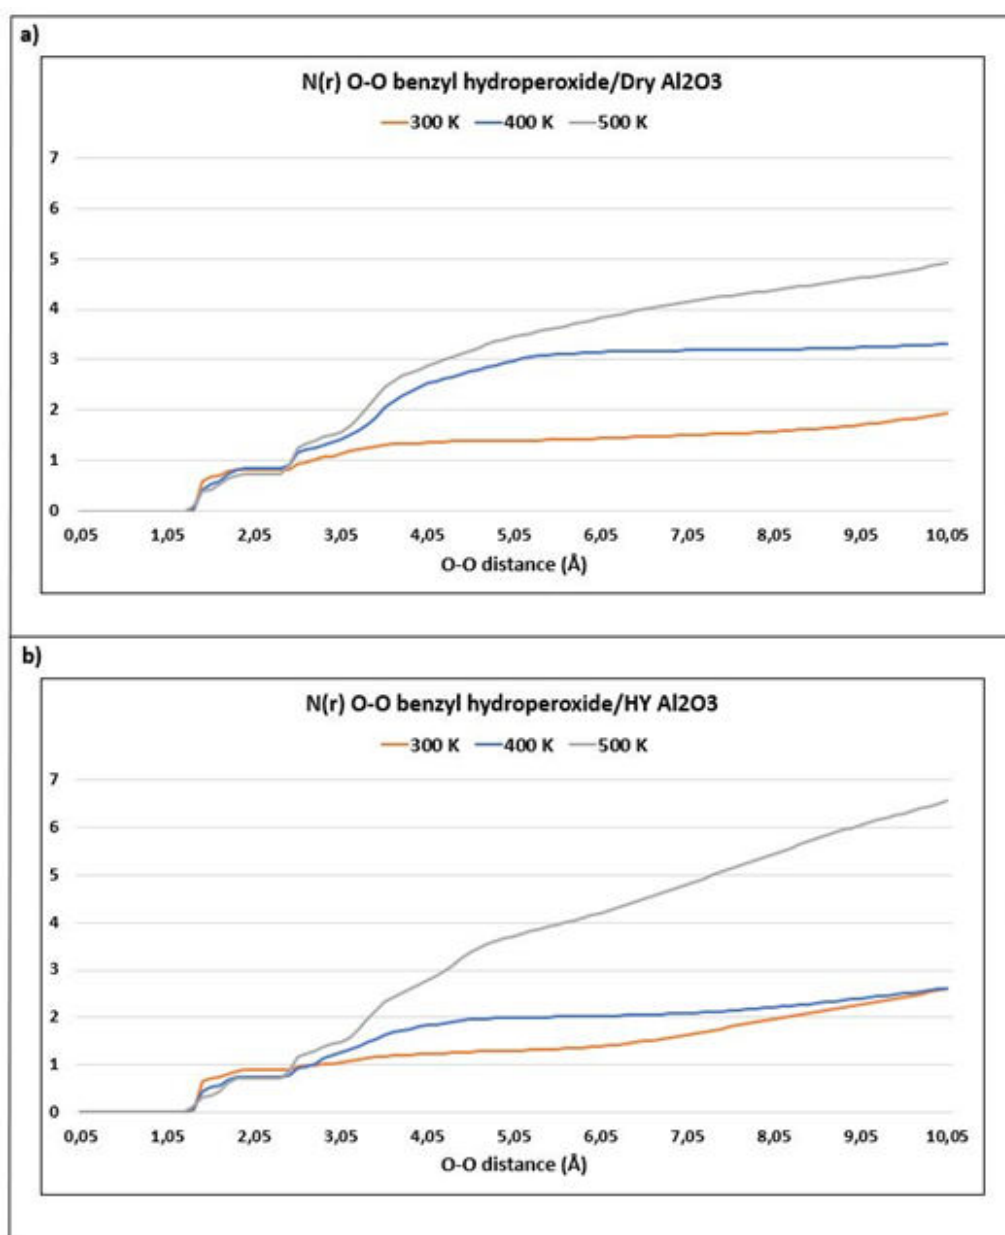 a)
N(r) O-O benzyl hydroperoxide/Dry Al2O3
300 K 400 K 500 K
7
6
5
4
3
2
1
0
0,05 1,05 2,05 3,05 4,05 5,05 6,05 7,05 8,05 9,05 10,05
O-O distance (Å)
b)
N(r) O-O benzyl hydroperoxide/HY Al2O3
300 K 400 K 500 K
7
6
5
4
3
2
1
0
0,05 1,05 2,05 3,05 4,05 5,05 6,05 7,05 8,05 9,05 10,05
O-O distance (Å)